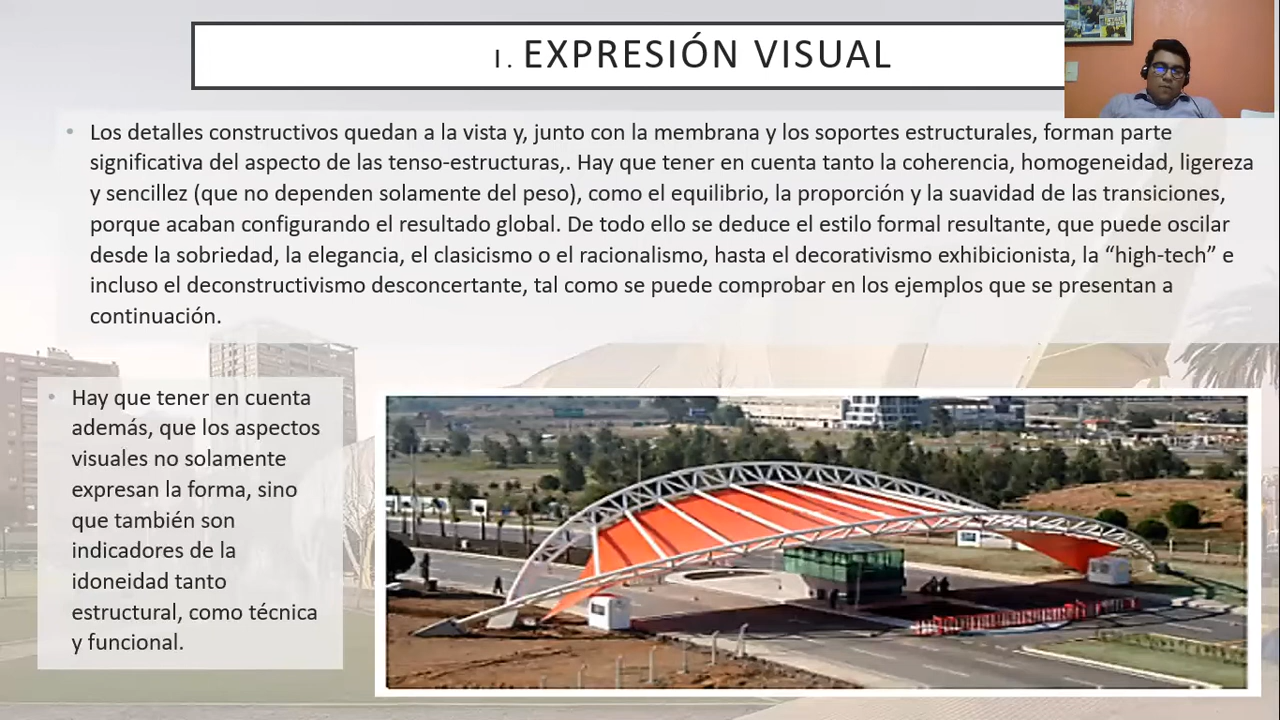 I. EXPRESIÓN VISUAL
• Los detalles constructivos quedan a la vista y, junto con la membrana y los soportes estructurales, forman parte
significativa del aspecto de las tenso-estructuras,. Hay que tener en cuenta tanto la coherencia, homogeneidad, ligereza
y sencillez (que no dependen solamente del peso), como el equilibrio, la proporción y la suavidad de las transiciones,
porque acaban configurando el resultado global. De todo ello se deduce el estilo formal resultante, que puede oscilar
desde la sobriedad, la elegancia, el clasicismo o el racionalismo, hasta el decorativismo exhibicionista, la “high-tech” e
incluso el deconstructivismo desconcertante, tal como se puede comprobar en los ejemplos que se presentan a
continuación.
• Hay que tener en cuenta
además, que los aspectos
visuales no solamente
expresan la forma, sino
que también son
indicadores de la
idoneidad tanto
estructural, como técnica
y funcional.